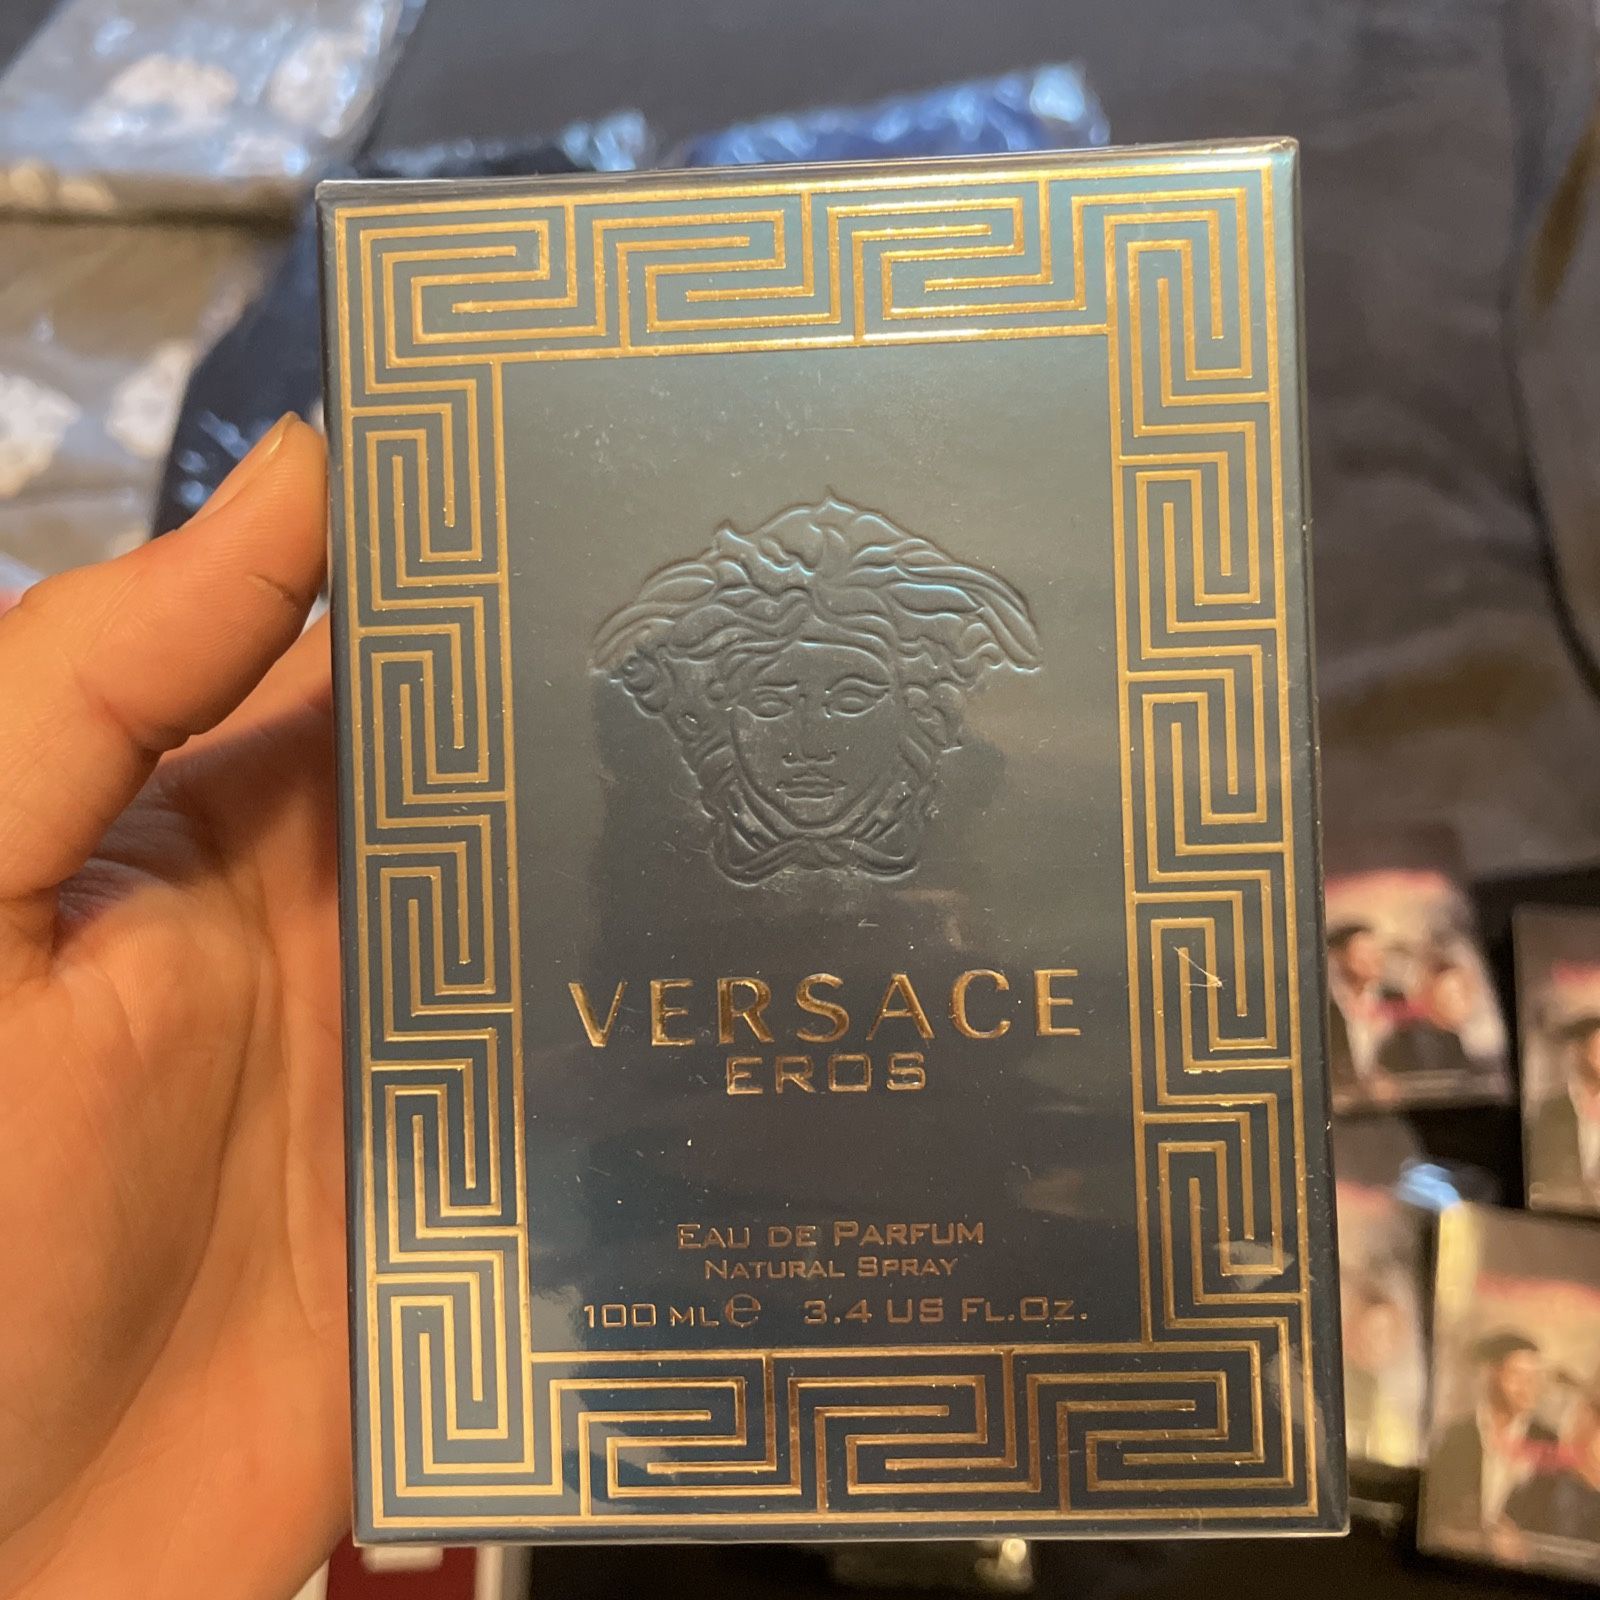 VERSACE
EROS
EAU DE PARFUM
NATURAL SPRAY
100 ML ℮ 3.4 US FL.OZ.